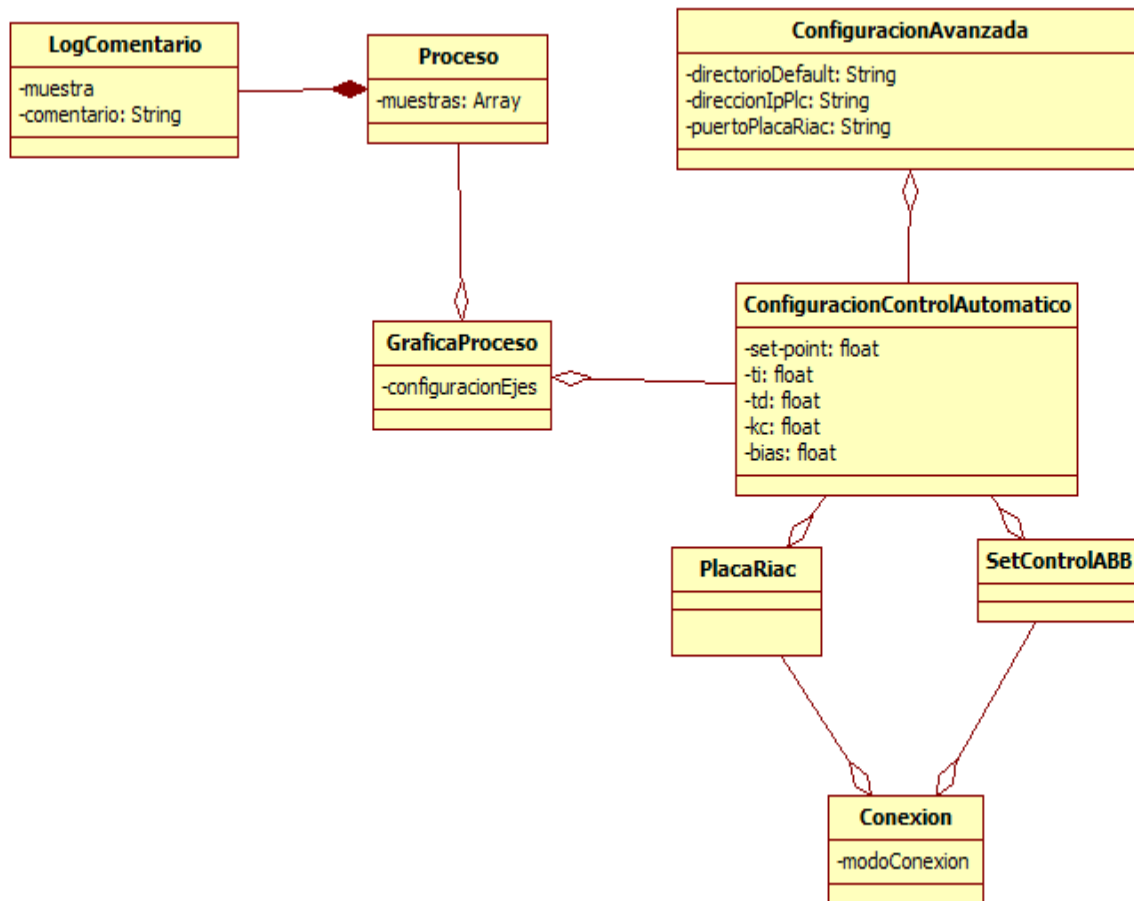 LogComentario
-muestra
-comentario: String
Proceso
-muestras: Array
ConfiguracionAvanzada
-directorioDefault: String
-direccionIpPlc: String
-puertoPlacaRiac: String
GraficaProceso
-configuracionEjes
ConfiguracionControlAutomatico
-set-point: float
-ti: float
-td: float
-kc: float
-bias: float
PlacaRiac
SetControlABB
Conexion
-modoConexion